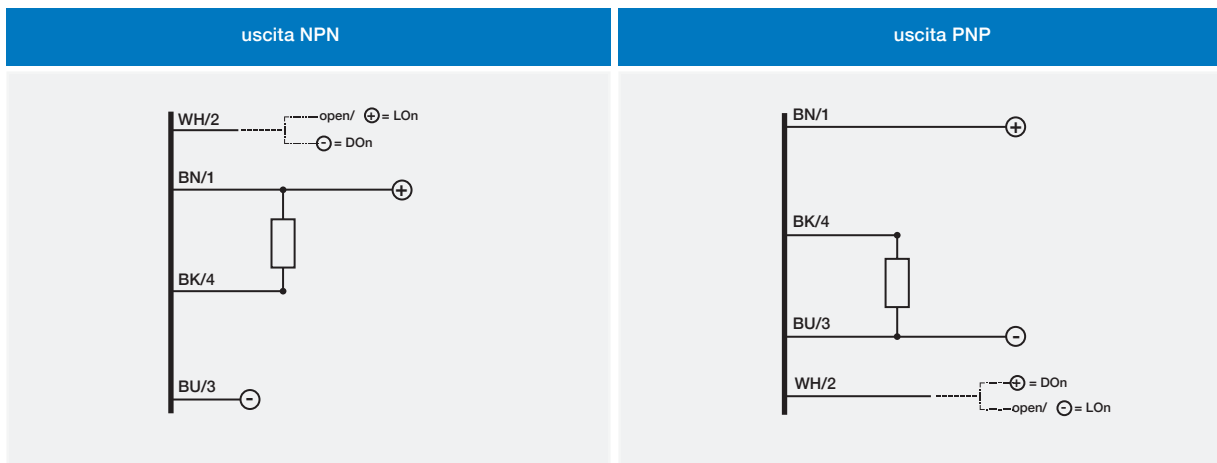 uscita NPN
WH/2
open/ + = LOn
- = DOn
BN/1
+
BK/4
BU/3
-
uscita PNP
BN/1
+
BK/4
BU/3
-
WH/2
+ = DOn
open/ - = LOn